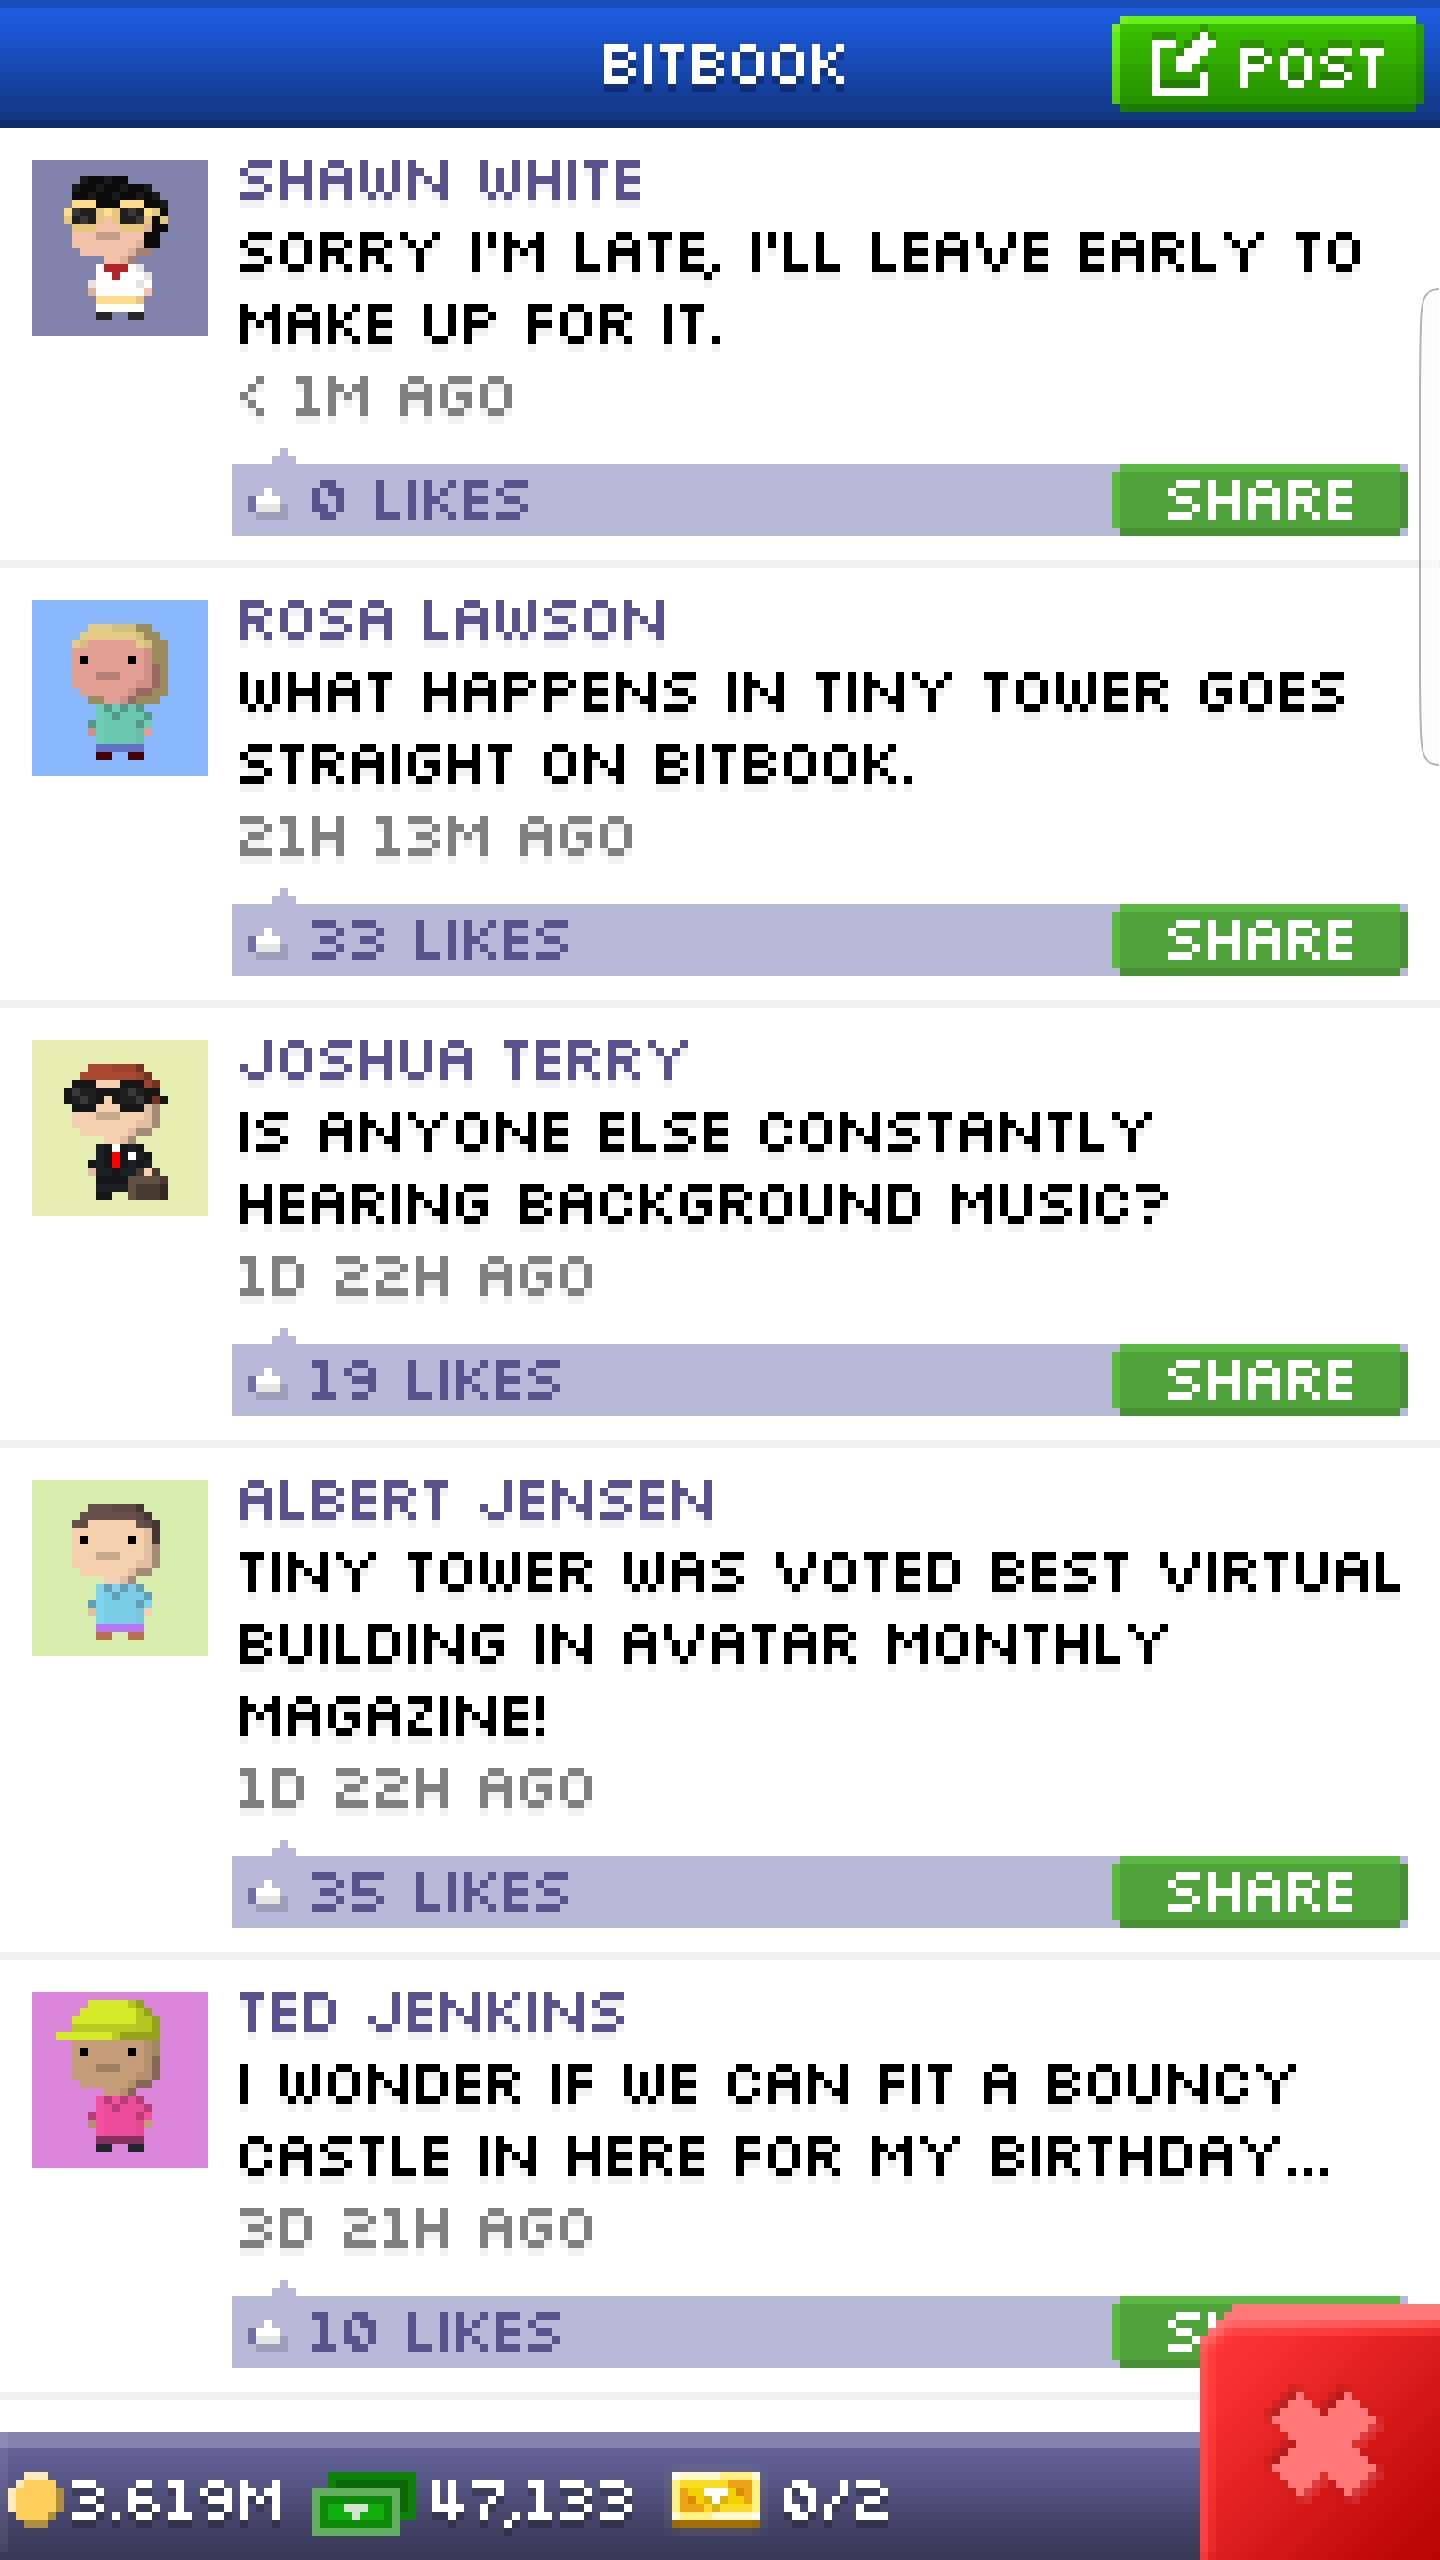 BITBOOK
POST
SHAWN WHITE
SORRY I'M LATE, I'LL LEAVE EARLY TO
MAKE UP FOR IT.
< 1M AGO
0 LIKES
SHARE
ROSA LAWSON
WHAT HAPPENS IN TINY TOWER GOES
STRAIGHT ON BITBOOK.
21H 13M AGO
33 LIKES
SHARE
JOSHUA TERRY
IS ANYONE ELSE CONSTANTLY
HEARING BACKGROUND MUSIC?
1D 22H AGO
19 LIKES
SHARE
ALBERT JENSEN
TINY TOWER WAS VOTED BEST VIRTUAL
BUILDING IN AVATAR MONTHLY
MAGAZINE!
1D 22H AGO
35 LIKES
SHARE
TED JENKINS
I WONDER IF WE CAN FIT A BOUNCY
CASTLE IN HERE FOR MY BIRTHDAY...
3D 21H AGO
10 LIKES
3.619M
47,133
0/2